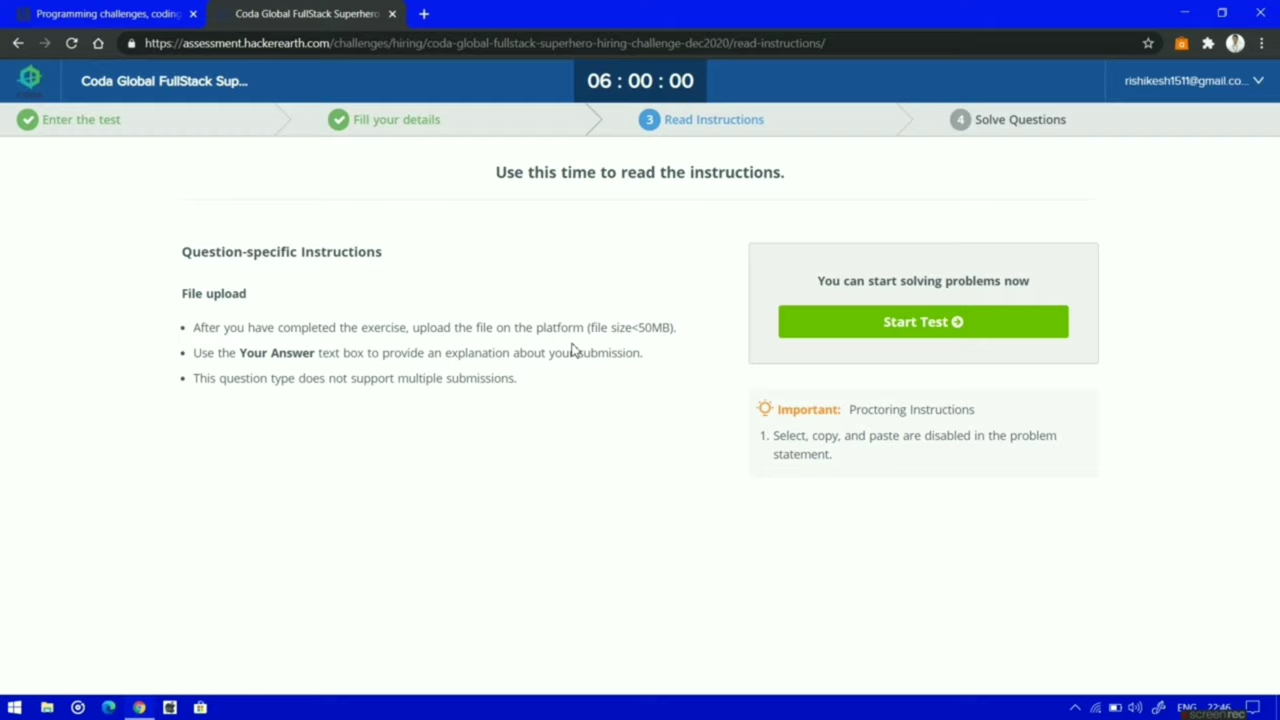 Programming challenges, coding
Coda Global FullStack Superhero
https://assessment.hackerearth.com/challenges/hiring/coda-global-fullstack-superhero-hiring-challenge-dec2020/read-instructions/
Coda Global FullStack Sup...
06 : 00 : 00
rishikesh1511@gmail.co...
Enter the test
Fill your details
3 Read Instructions
4 Solve Questions
Use this time to read the instructions.
Question-specific Instructions
File upload
• After you have completed the exercise, upload the file on the platform (file size<50MB).
• Use the Your Answer text box to provide an explanation about your submission.
• This question type does not support multiple submissions.
You can start solving problems now
Start Test
Important: Proctoring Instructions
1. Select, copy, and paste are disabled in the problem
statement.
ENG 22:46
screenrec